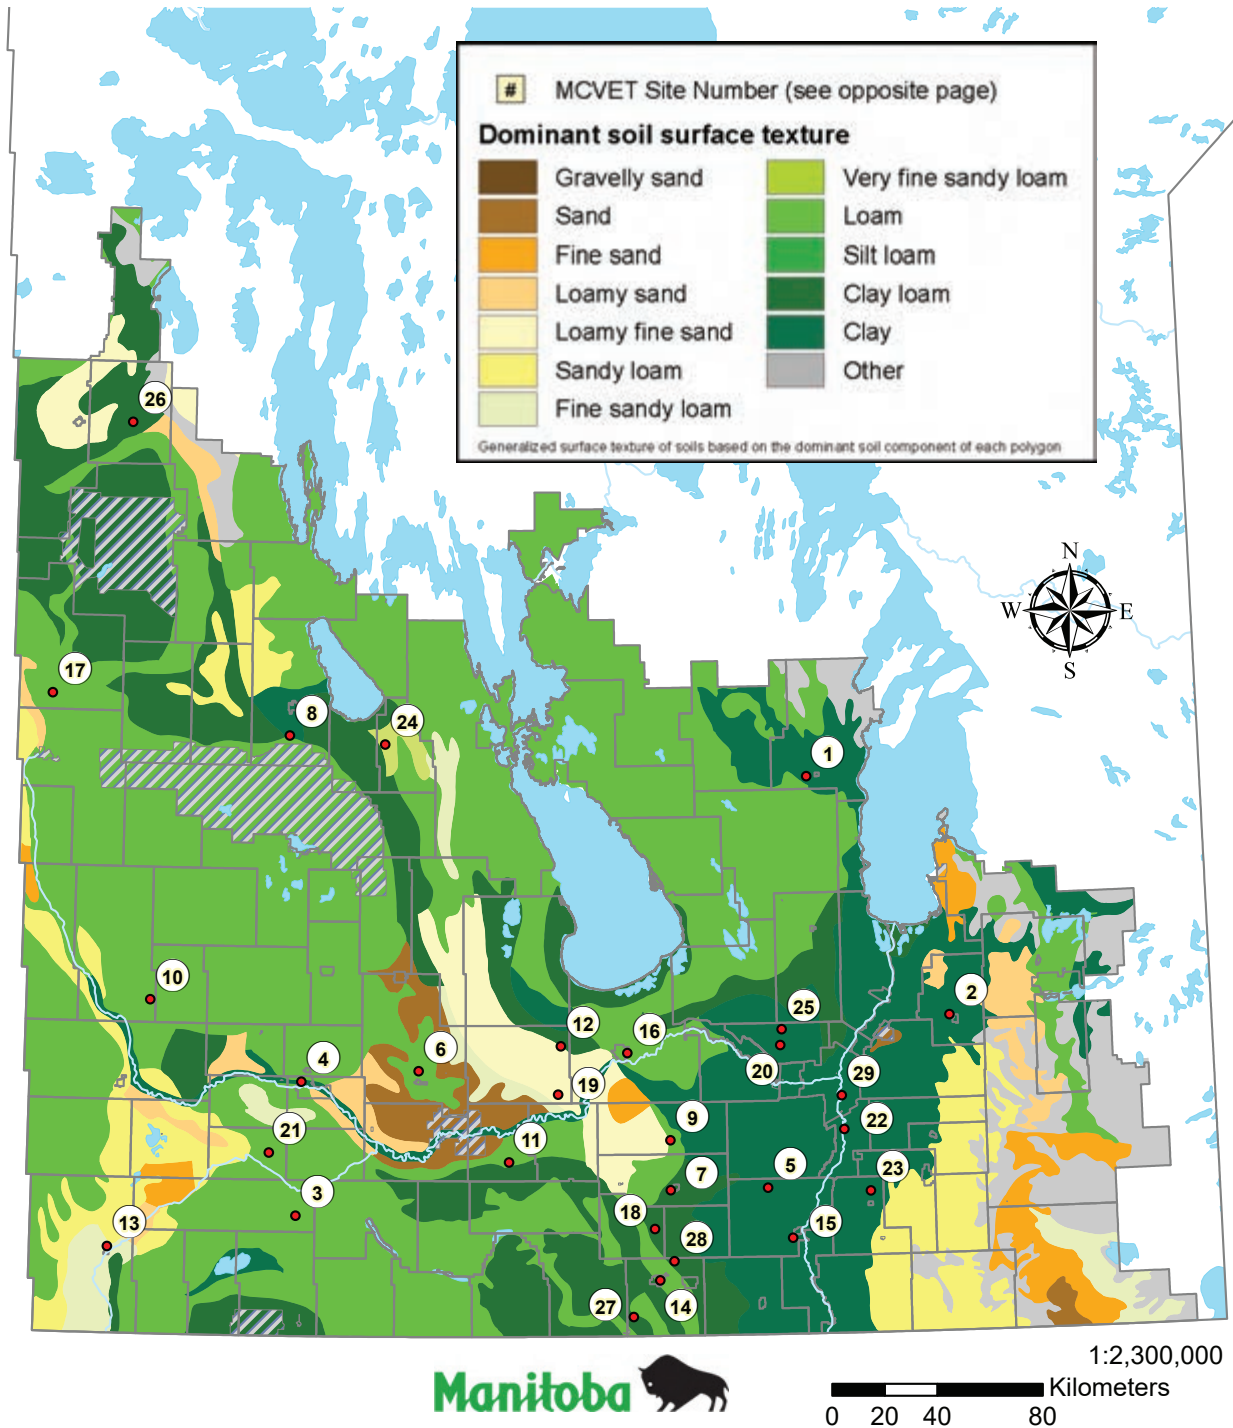 # MCVET Site Number (see opposite page)
Dominant soil surface texture
Gravelly sand
Sand
Fine sand
Loamy sand
Loamy fine sand
Sandy loam
Fine sandy loam
Very fine sandy loam
Loam
Silt loam
Clay loam
Clay
Other
Generalized surface texture of soils based on the dominant soil component of each polygon
26
N
W E
S
17
8
24
1
10
2
25
12
16
6
4
20
29
19
22
9
21
11
5
23
7
3
18
15
13
28
27
14
Manitoba
1:2,300,000
Kilometers
0 20 40 80